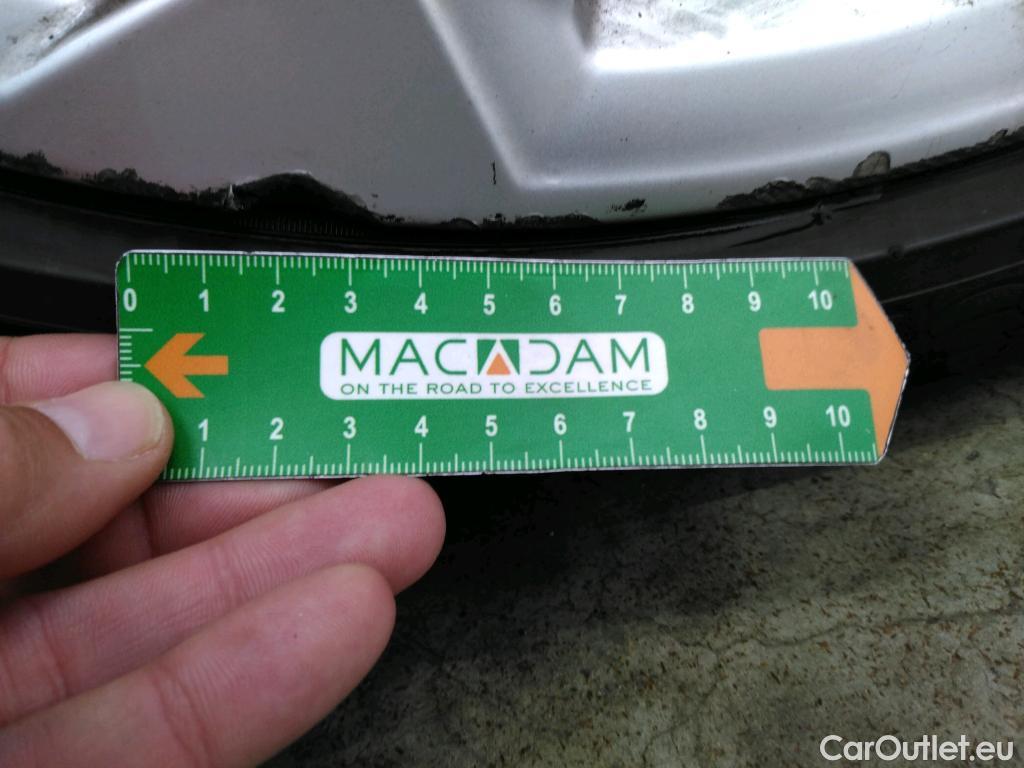 0 1 2 3 4 5 6 7 8 9 10
MACADAM
ON THE ROAD TO EXCELLENCE
1 2 3 4 5 6 7 8 9 10
CarOutlet.eu